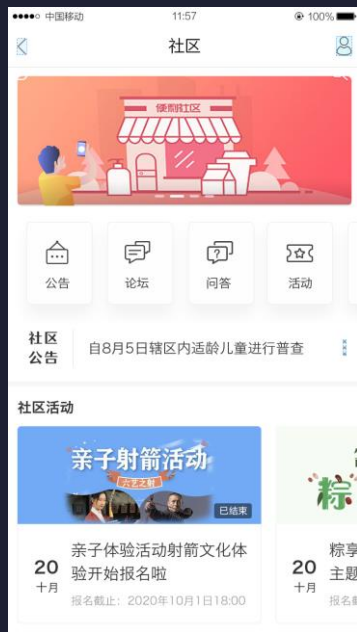 中国移动
11:57
100%
社区
便利社区
公告
论坛
问答
活动
社区
公告
自8月5日辖区内适龄儿童进行普查
社区活动
亲子射箭活动
六艺之射
已结束
粽
20
十月
亲子体验活动射箭文化体
验开始报名啦
报名截止：2020年10月1日18:00
20
十月
粽享
主题
报名